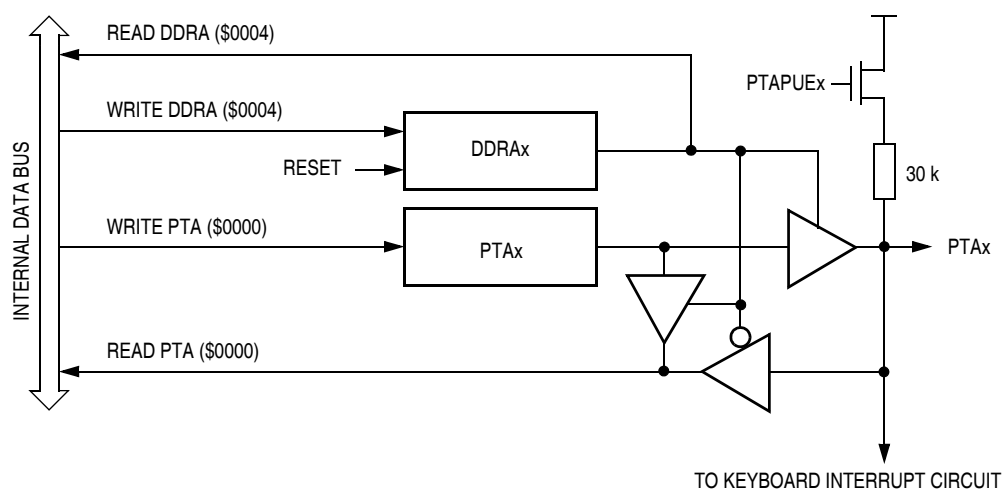 READ DDRA ($0004)
PTAPUEx
WRITE DDRA ($0004)
DDRAx
RESET
30 k
INTERNAL DATA BUS
WRITE PTA ($0000)
PTAx
PTAx
READ PTA ($0000)
TO KEYBOARD INTERRUPT CIRCUIT